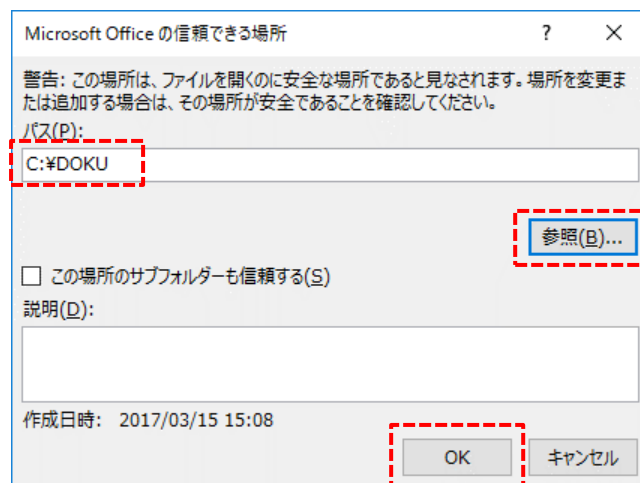 Microsoft Office の信頼できる場所
? ×
警告: この場所は、ファイルを開くのに安全な場所であると見なされます。場所を変更ま
たは追加する場合は、その場所が安全であることを確認してください。
パス(P):
C:¥DOKU
参照(B)...
この場所のサブフォルダーも信頼する(S)
説明(D):
作成日時: 2017/03/15 15:08
OK キャンセル